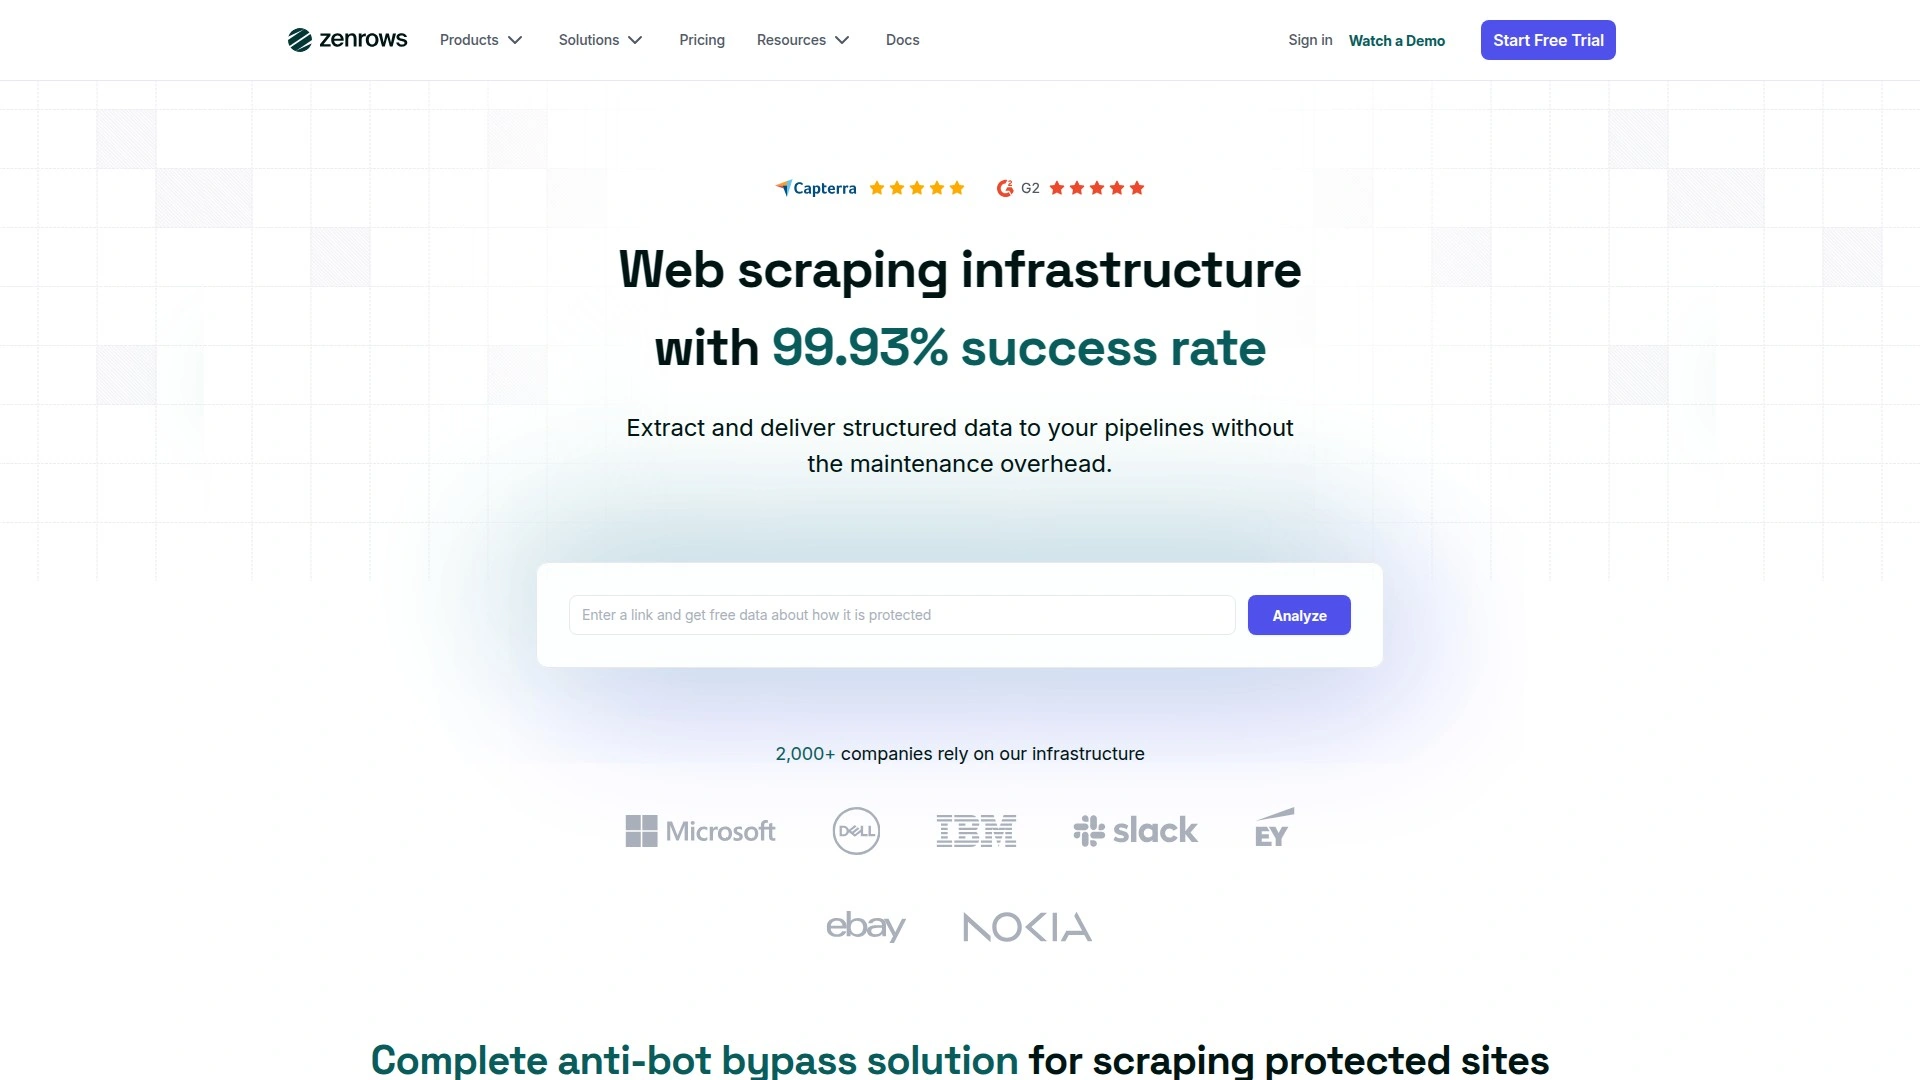 zenrows
Products
Solutions
Pricing
Resources
Docs
Sign in
Watch a Demo
Start Free Trial
Capterra
G2
Web scraping infrastructure
with 99.93% success rate
Extract and deliver structured data to your pipelines without
the maintenance overhead.
Enter a link and get free data about how it is protected
Analyze
2,000+ companies rely on our infrastructure
Microsoft
DELL
IBM
slack
EY
ebay
NOKIA
Complete anti-bot bypass solution for scraping protected sites